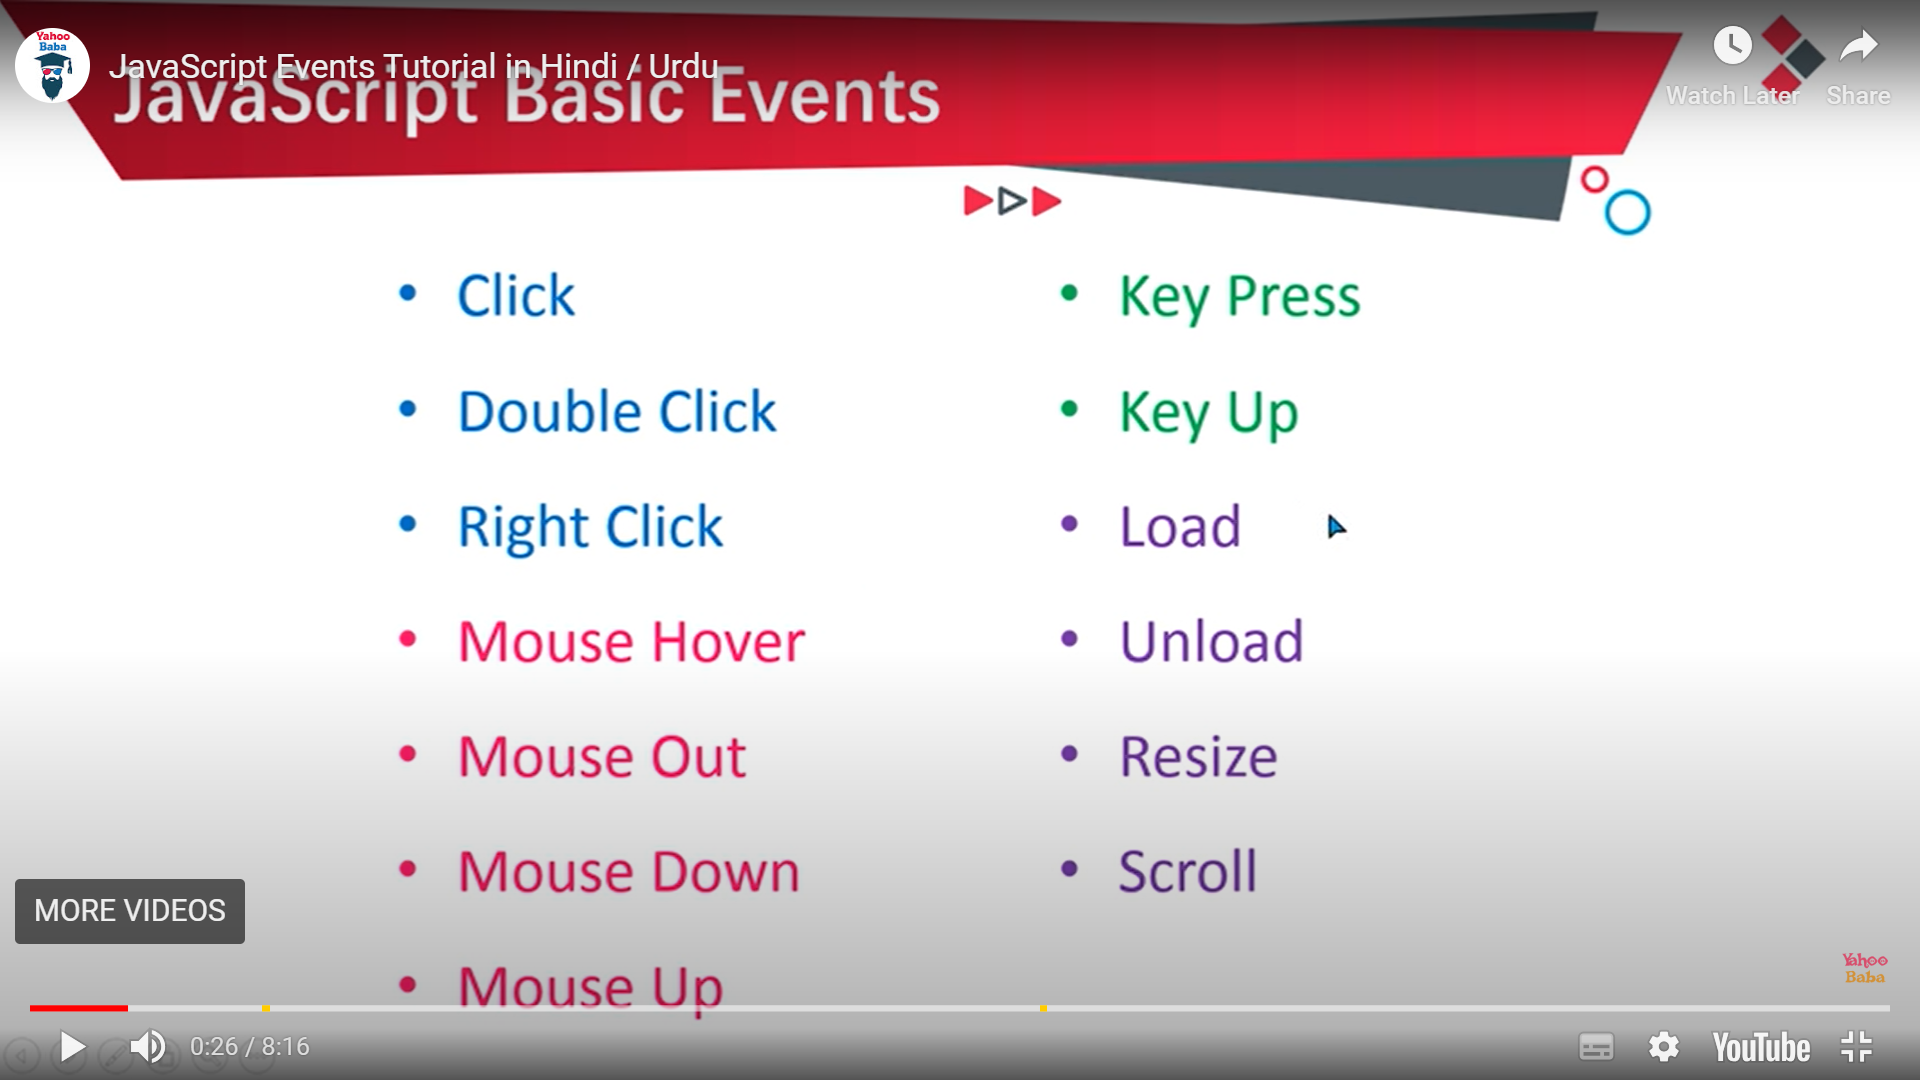 Yahoo
Baba
JavaScript Events Tutorial in Hindi / Urdu
JavaScript Basic Events
Watch Later
Share
• Click
• Double Click
• Right Click
• Mouse Hover
• Mouse Out
• Mouse Down
• Mouse Up
• Key Press
• Key Up
• Load
• Unload
• Resize
• Scroll
MORE VIDEOS
Yahoo
Baba
0:26 / 8:16
YouTube